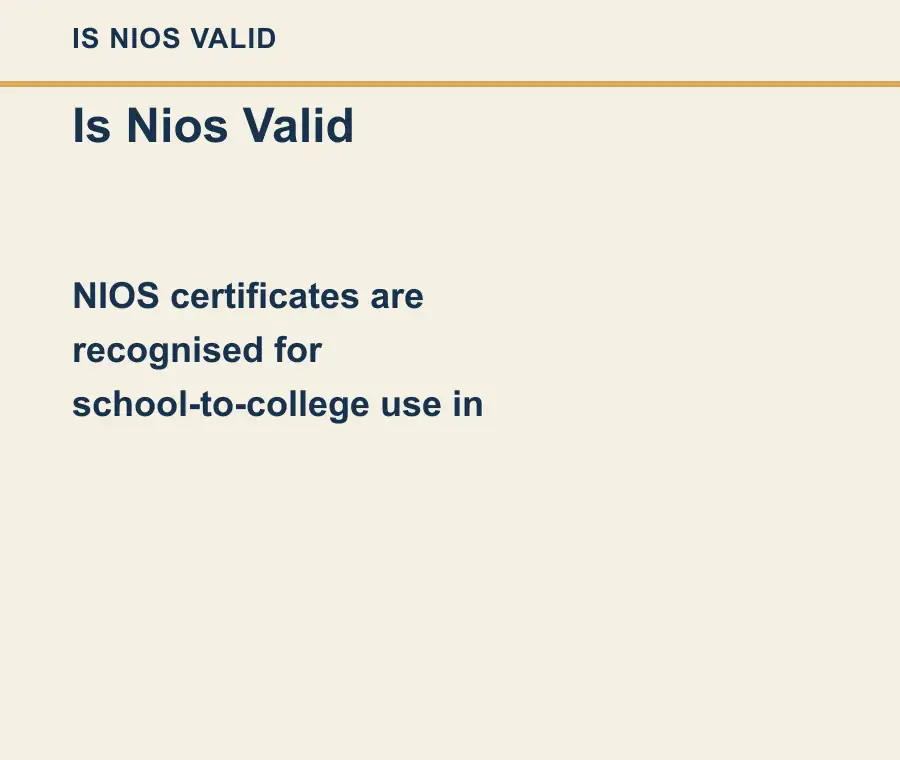 IS NIOS VALID
Is Nios Valid
NIOS certificates are
recognised for
school-to-college use in